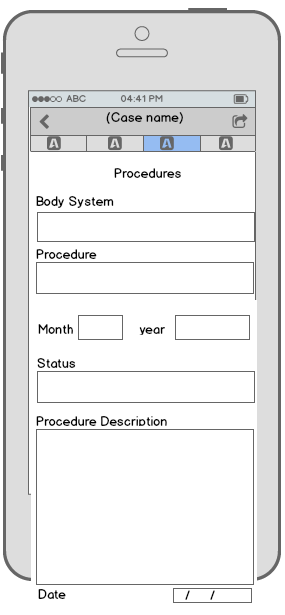 ABC 04:41 PM
(Case name)
A A A A
Procedures
Body System
Procedure
Month year
Status
Procedure Description
Date / /